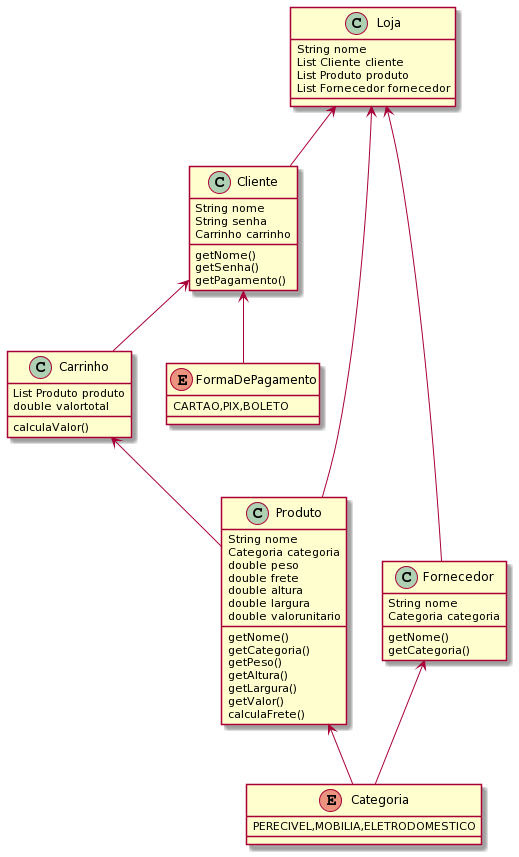 C Loja
String nome
List Cliente cliente
List Produto produto
List Fornecedor fornecedor
C Cliente
String nome
String senha
Carrinho carrinho
getNome()
getSenha()
getPagamento()
C Carrinho
List Produto produto
double valortotal
calculaValor()
E FormaDePagamento
CARTAO,PIX,BOLETO
C Produto
String nome
Categoria categoria
double peso
double frete
double altura
double largura
double valorunitario
getNome()
getCategoria()
getPeso()
getAltura()
getLargura()
getValor()
calculaFrete()
C Fornecedor
String nome
Categoria categoria
getNome()
getCategoria()
E Categoria
PERECIVEL,MOBILIA,ELETRODOMESTICO